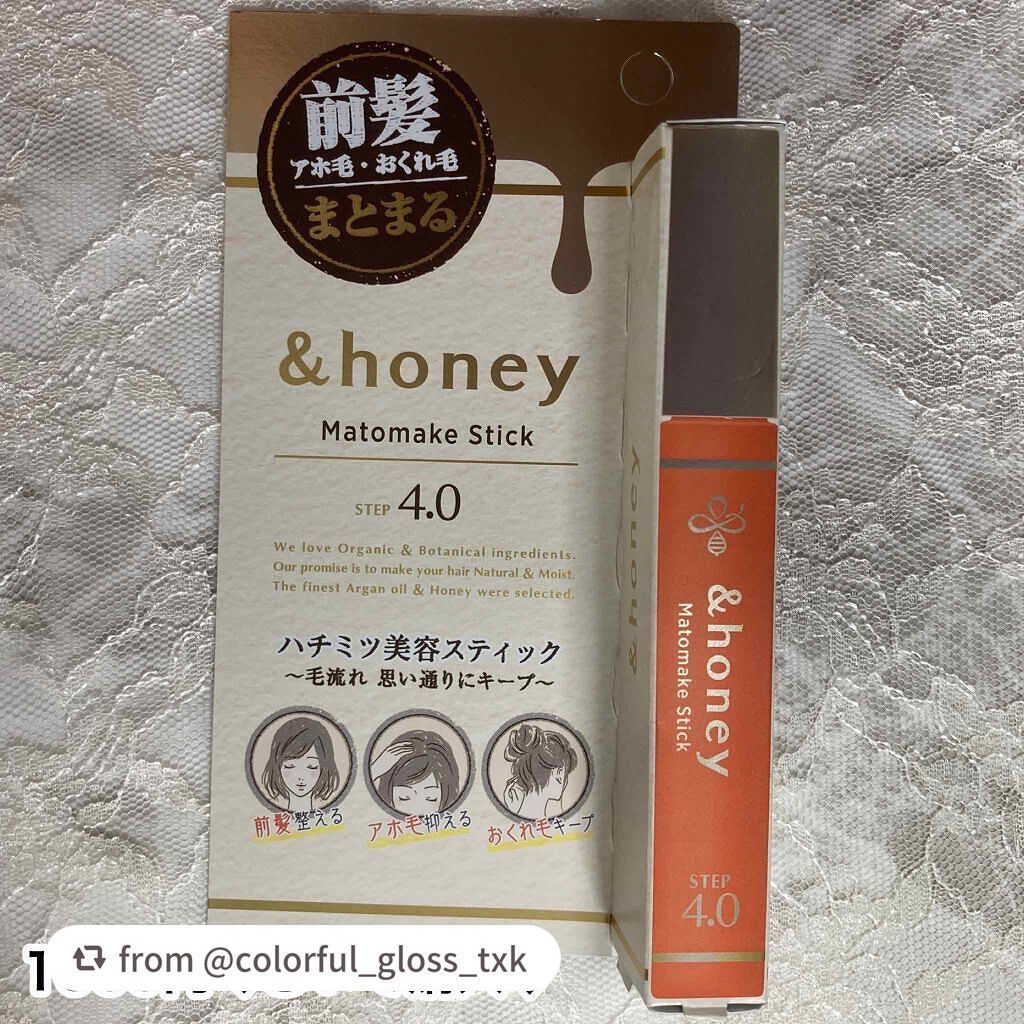 前髪
アホ毛・おくれ毛
まとまる
&honey
Matomake Stick
STEP 4.0
We love Organic & Botanical ingredients.
Our promise is to make your hair Natural & Moist.
The finest Argan oil & Honey were selected.
ハチミツ美容スティック
～毛流れ 思い通りにキープ～
前髪整える
アホ毛抑える
おくれ毛キープ
&honey
&honey
Matomake Stick
STEP
4.0
from @colorful_gloss_txk